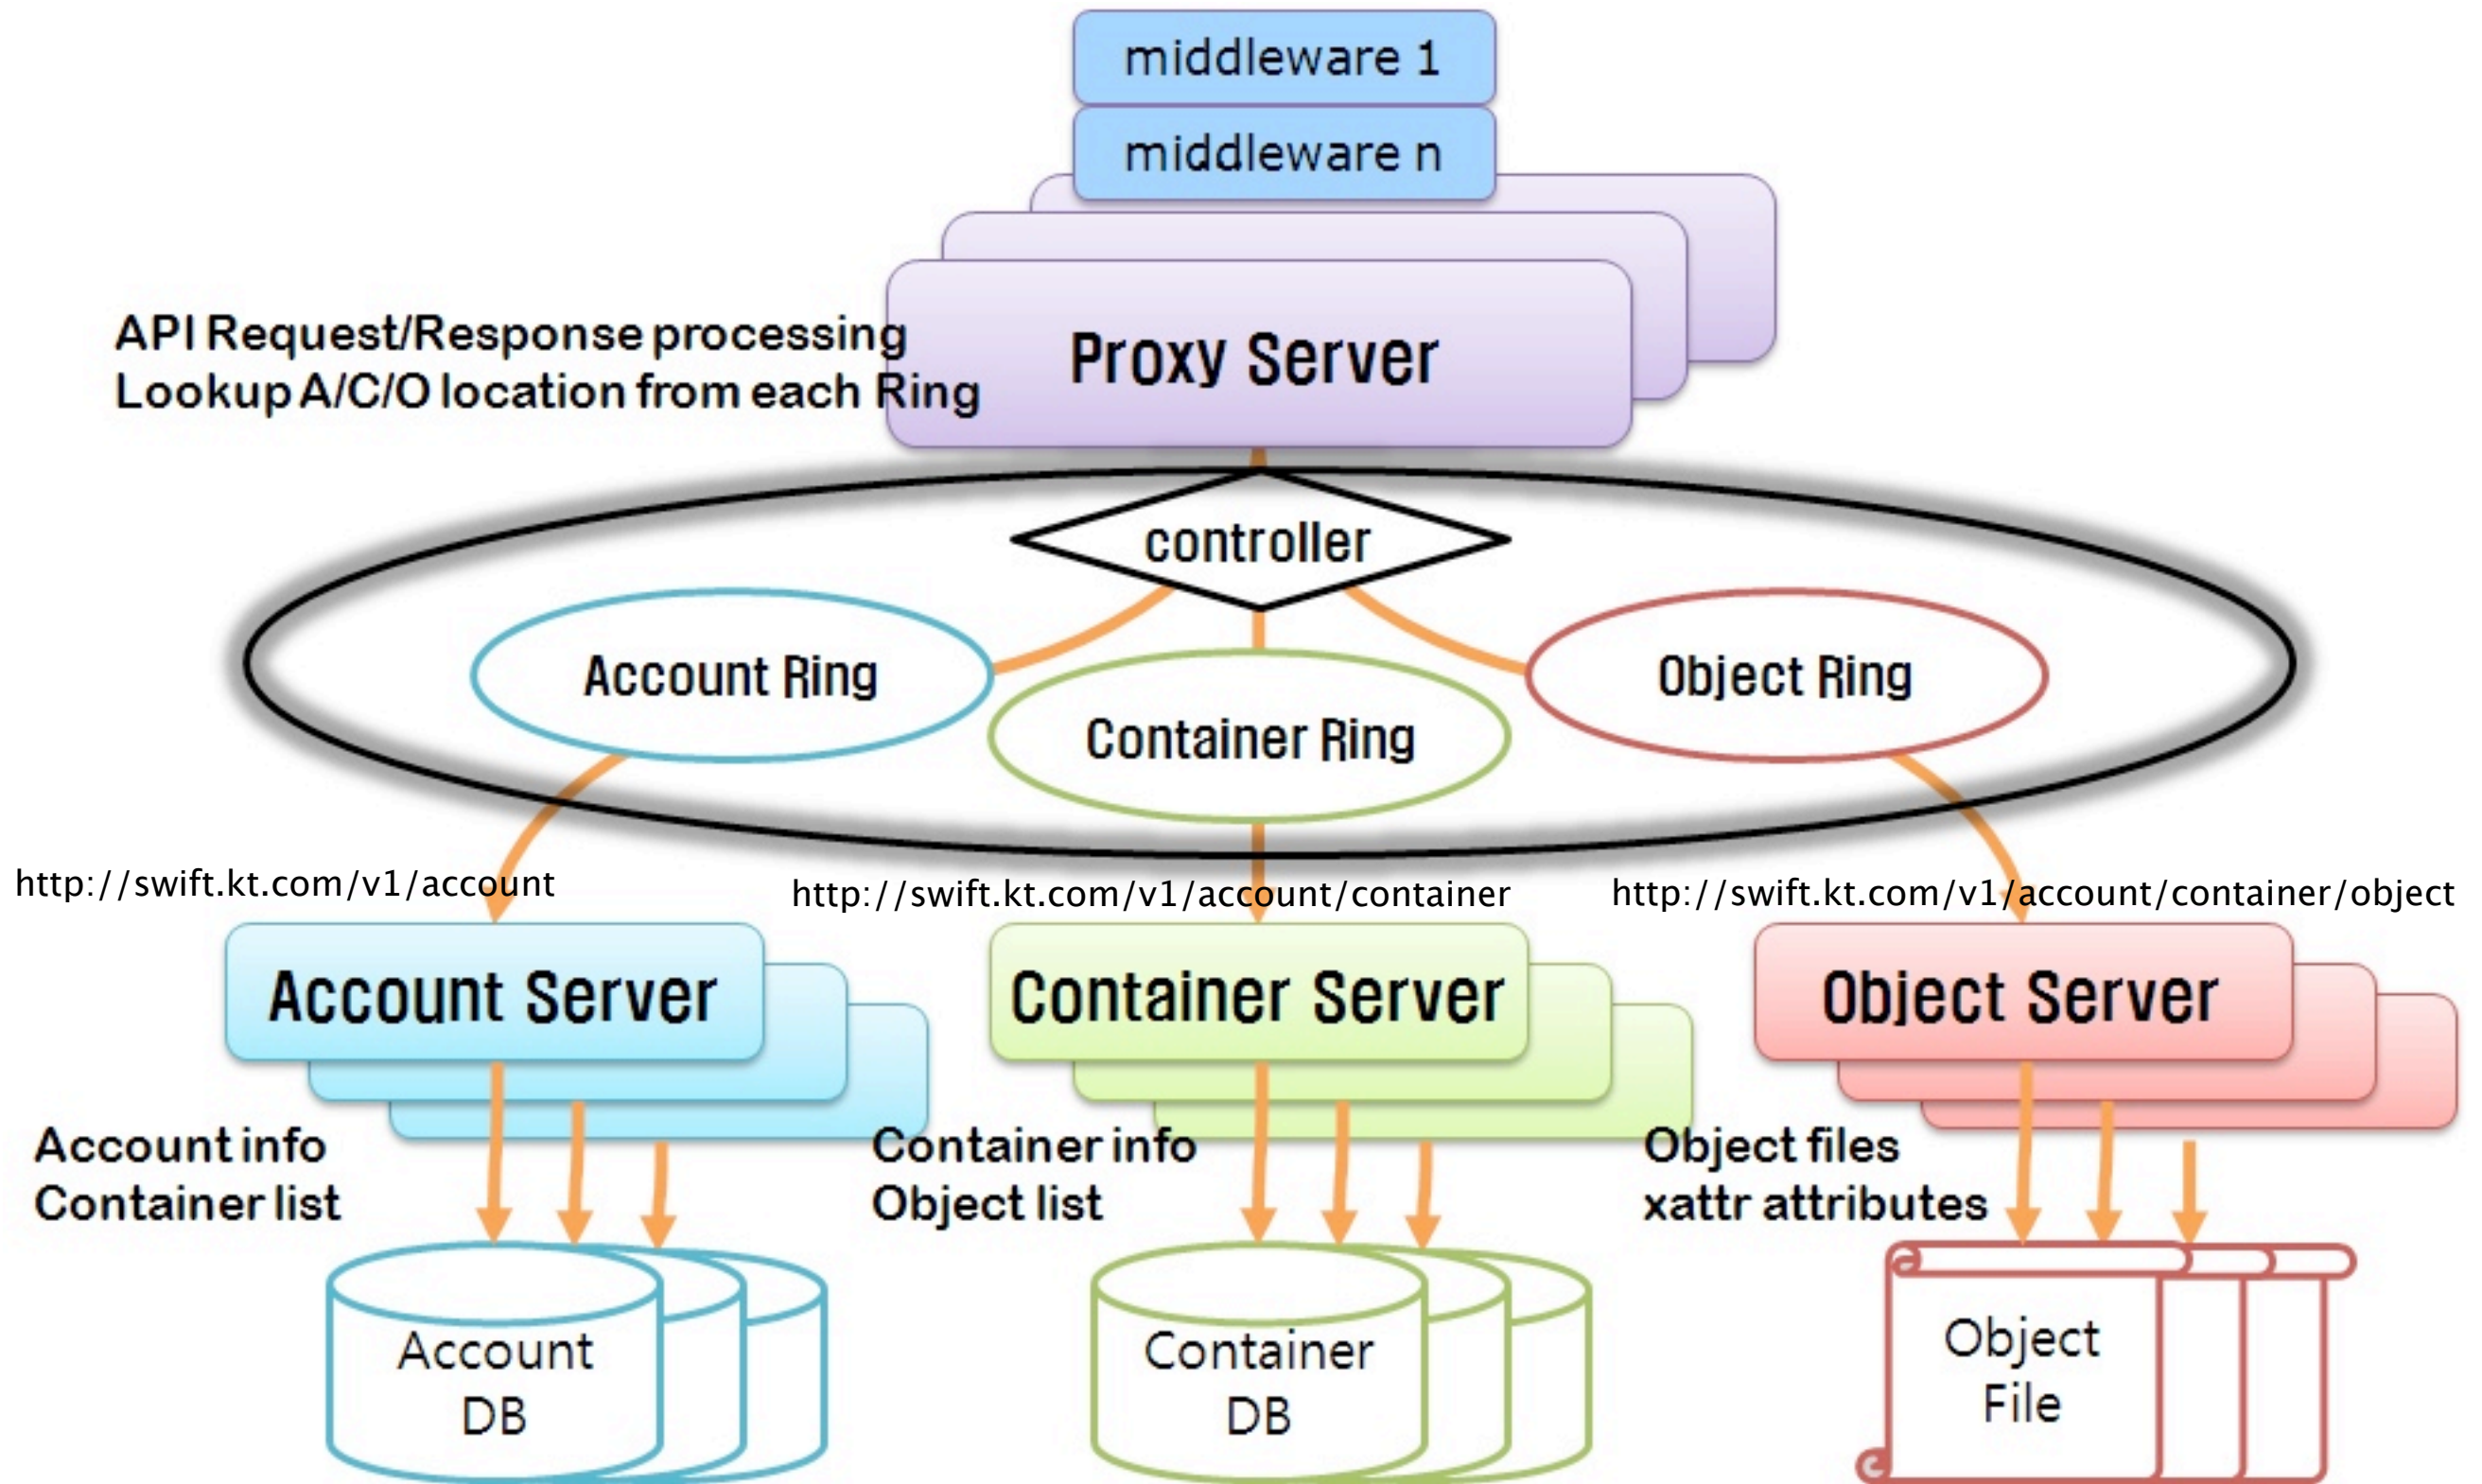 middleware 1
middleware n
API Request/Response processing
Lookup A/C/O location from each Ring
Proxy Server
controller
Account Ring
Container Ring
Object Ring
http://swift.kt.com/v1/account
http://swift.kt.com/v1/account/container
http://swift.kt.com/v1/account/container/object
Account Server
Container Server
Object Server
Account info
Container list
Container info
Object list
Object files
xattr attributes
Account
DB
Container
DB
Object
File